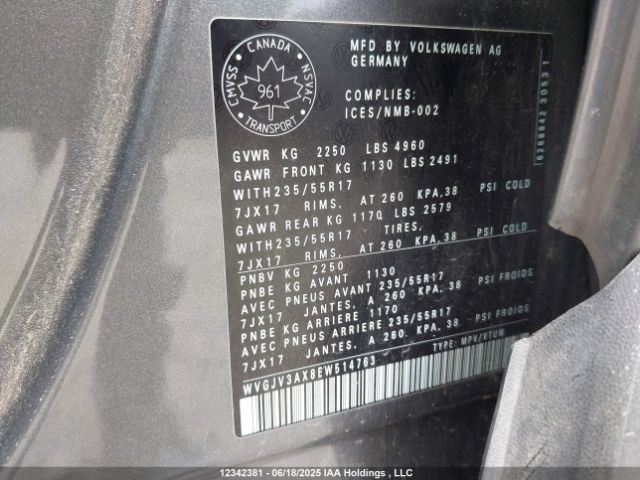 CANADA
CMVSS
NSVAC
961
TRANSPORT
MFD BY VOLKSWAGEN AG
GERMANY
COMPLIES:
ICES/NMB-002
GVWR KG 2250 LBS 4960
GAWR FRONT KG 1130 LBS 2491
WITH235/55R17
7JX17 RIMS, AT 260 KPA,38 PSI COLD
GAWR REAR KG 1170 LBS 2579
WITH235/55R17 TIRES,
7JX17 RIMS, AT 260 KPA,38 PSI COLD
PNBV KG 2250
PNBE KG AVANT 1130
AVEC PNEUS AVANT 235/55R17
7JX17 JANTES, A 260 KPA, 38 PSI FROIDS
PNBE KG ARRIERE 1170
AVEC PNEUS ARRIERE 235/55R17
7JX17 JANTES, A 260 KPA, 38 PSI FROIDS
TYPE: MPV/VTUM
WVGJV3AX8EW514763
12342381 - 06/18/2025 IAA Holdings , LLC